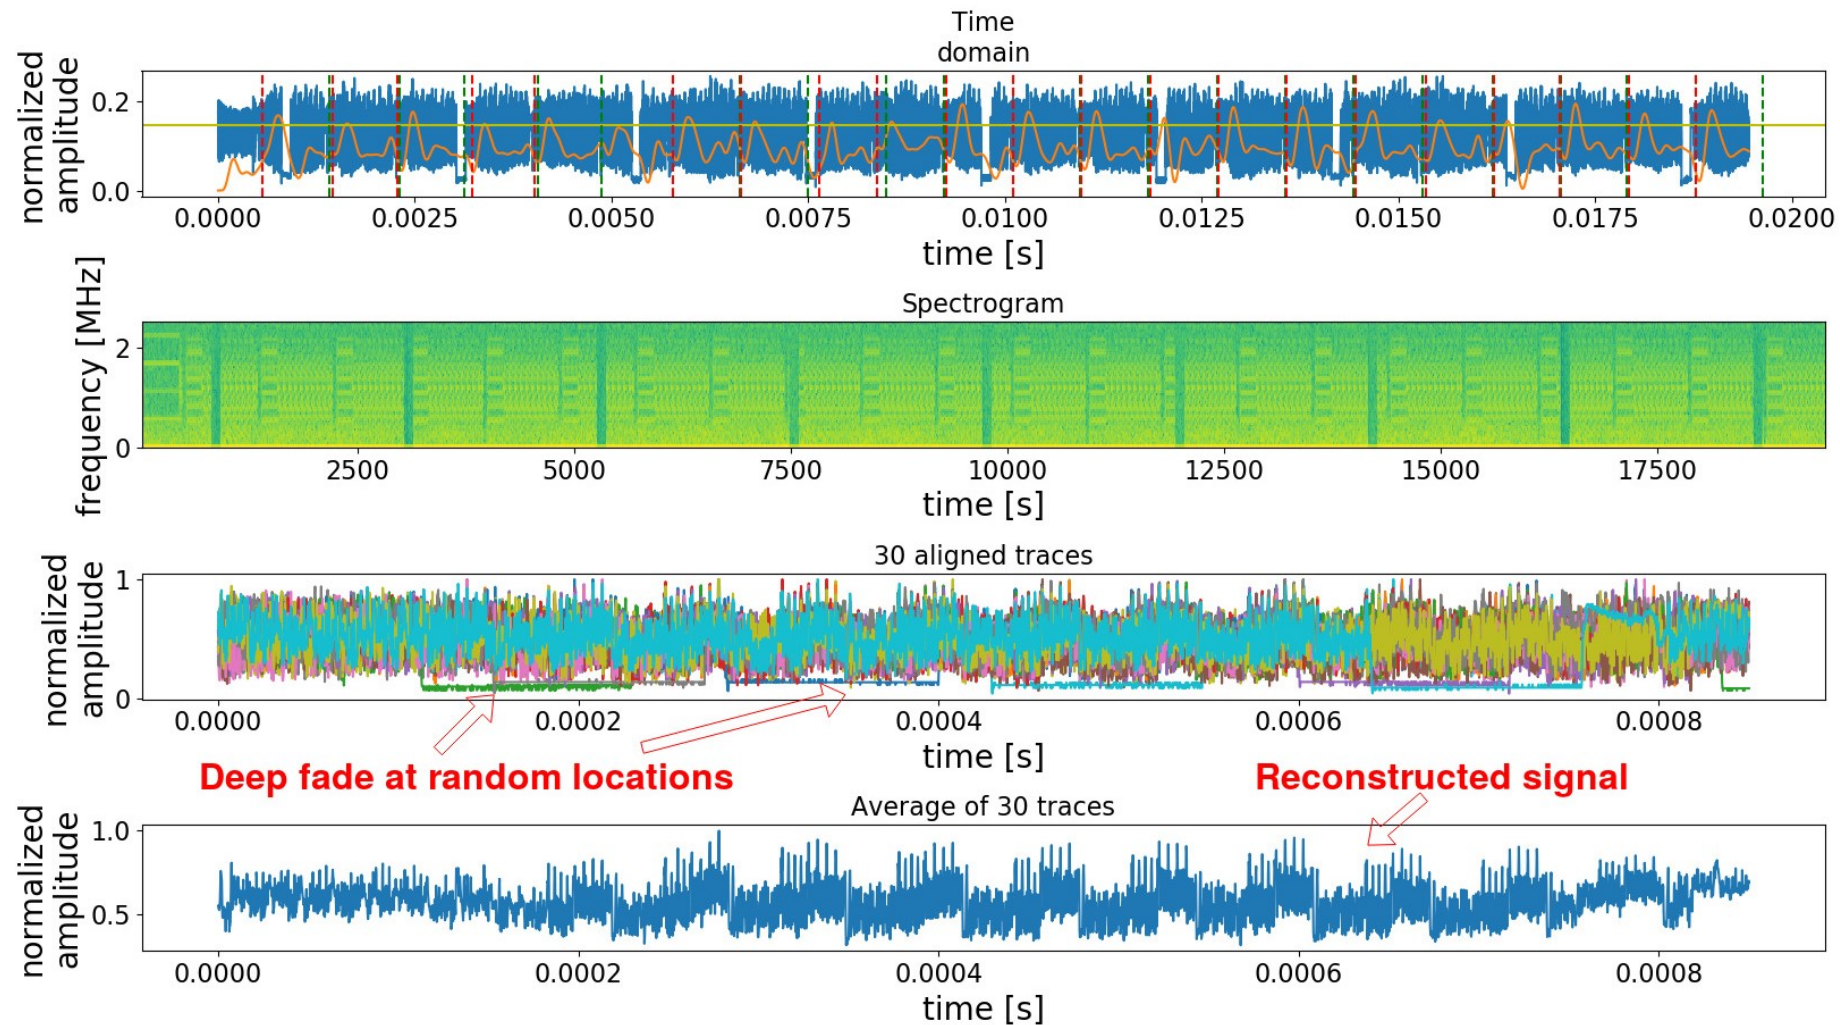 Time
domain
normalized
amplitude
0.2
0.0
0.0000 0.0025 0.0050 0.0075 0.0100 0.0125 0.0150 0.0175 0.0200
time [s]
Spectrogram
frequency [MHz]
2
0
2500 5000 7500 10000 12500 15000 17500
time [s]
30 aligned traces
normalized
amplitude
1
0
0.0000 0.0002 0.0004 0.0006 0.0008
time [s]
Deep fade at random locations
Reconstructed signal
Average of 30 traces
normalized
amplitude
1.0
0.5
0.0000 0.0002 0.0004 0.0006 0.0008
time [s]